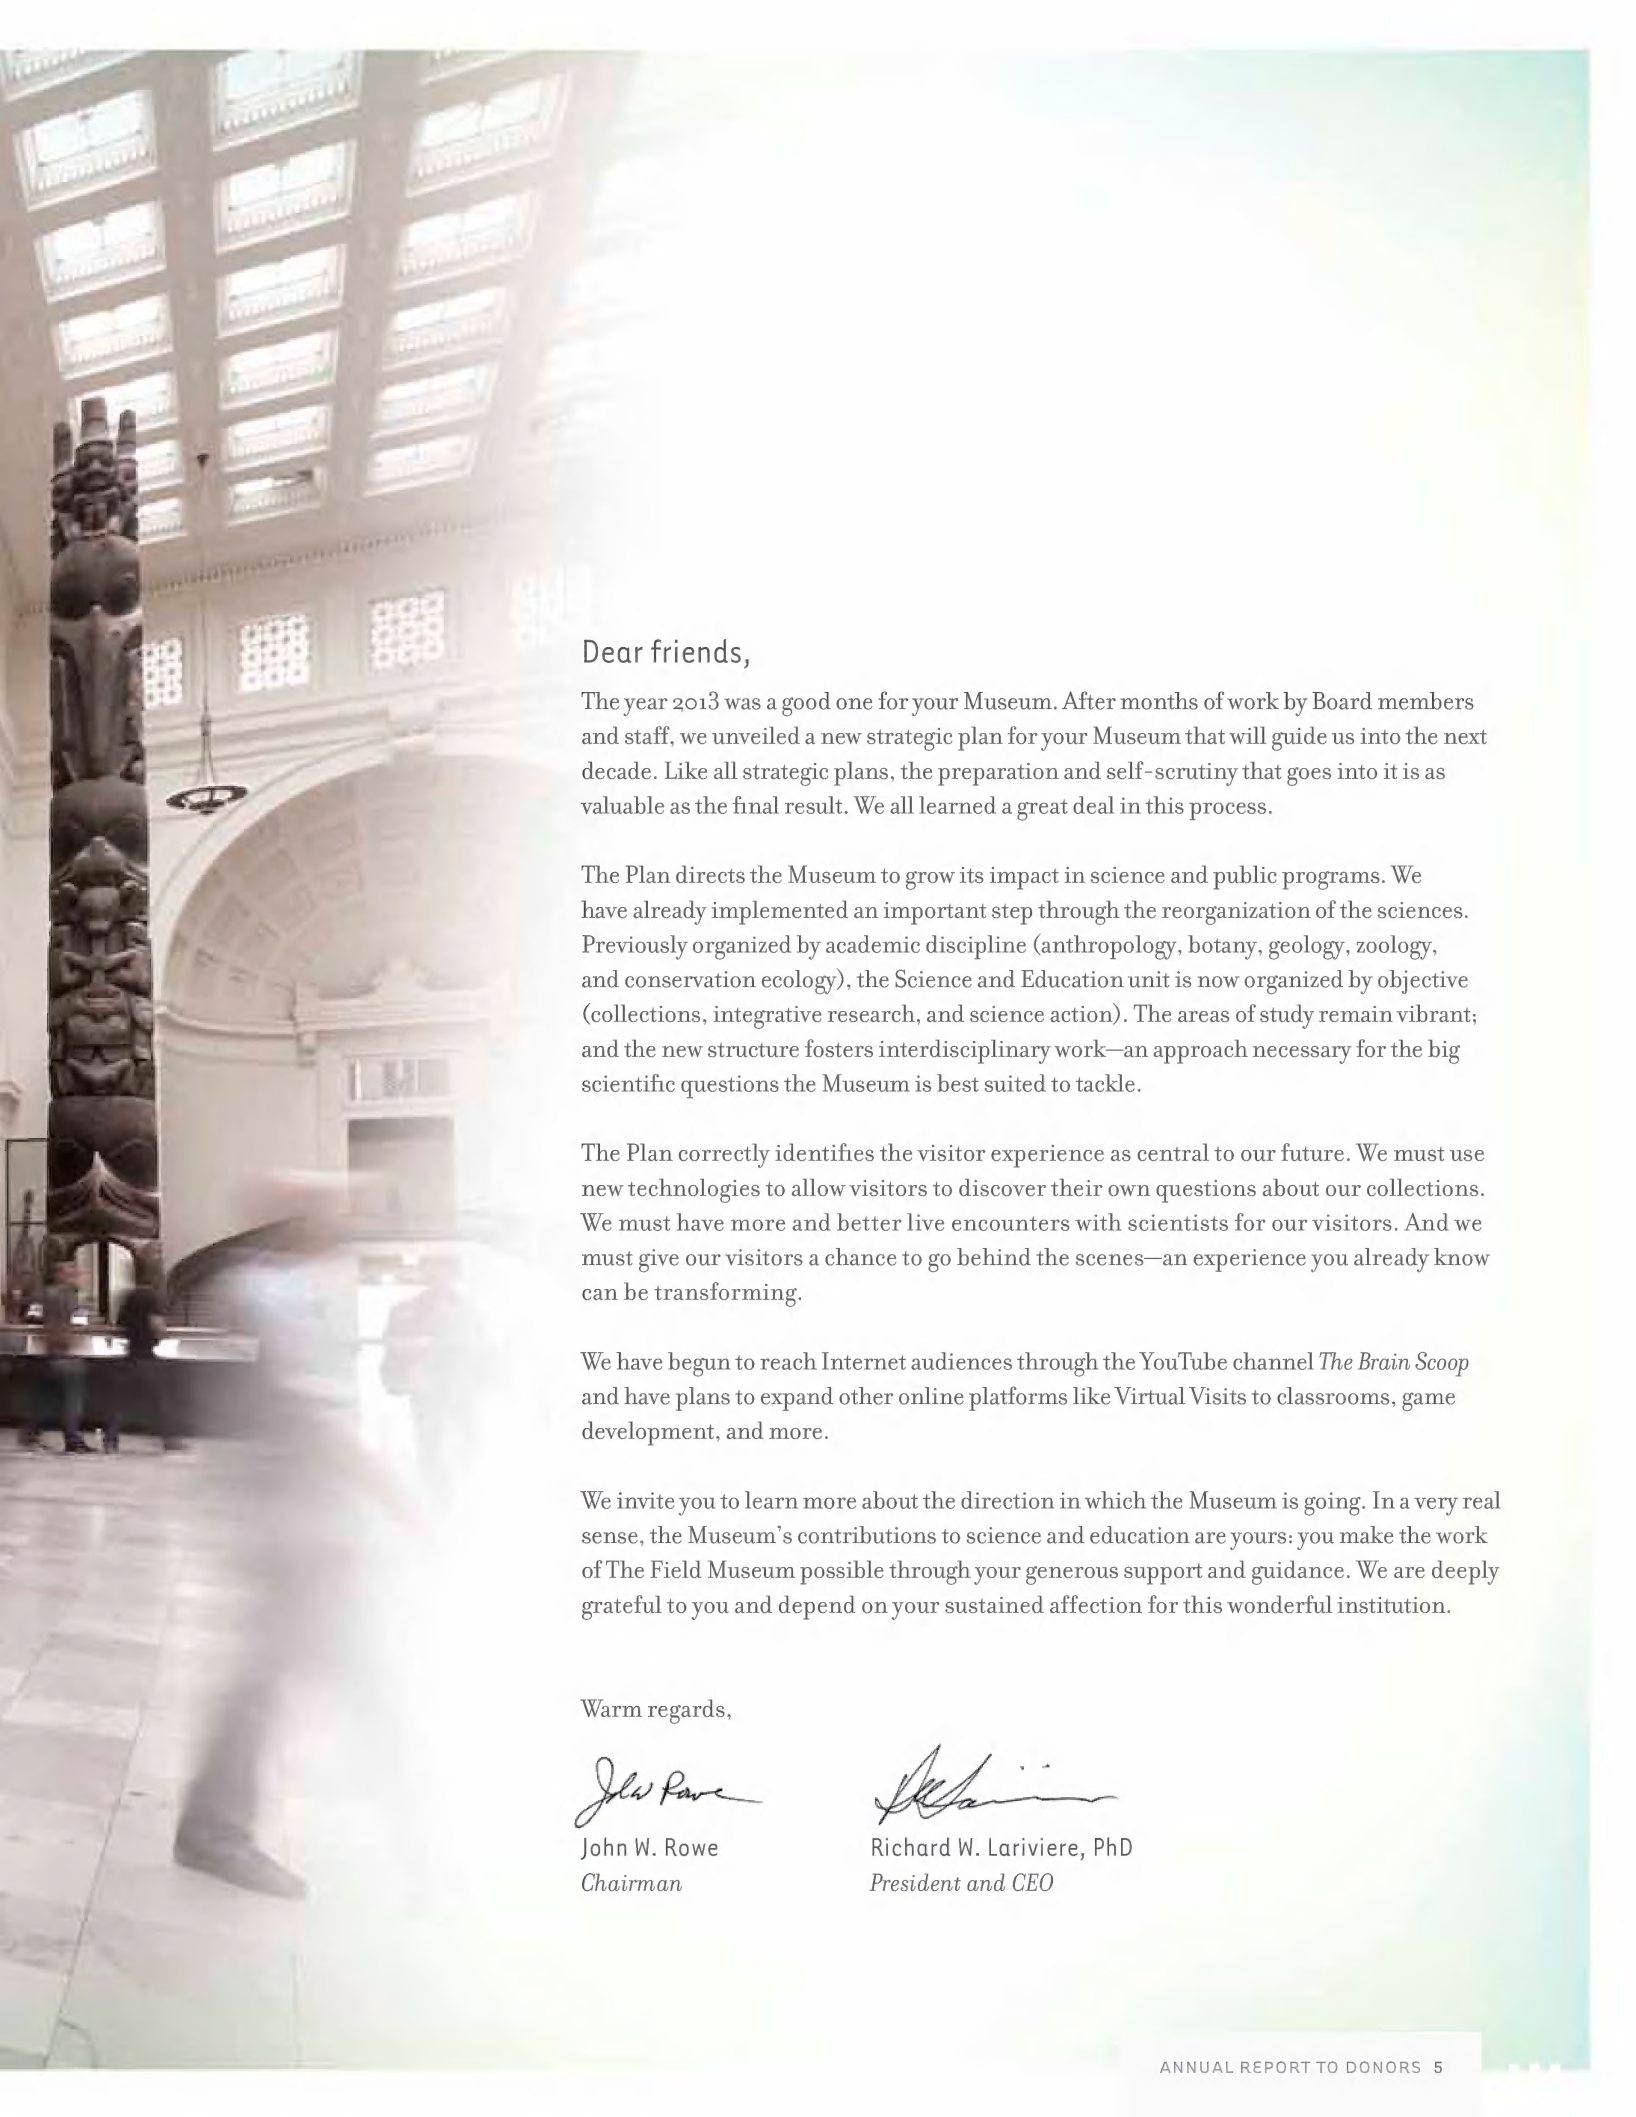 Dear friends,
The year 2013 was a good one for your Museum. After months of work by Board members
and staff, we unveiled a new strategic plan for your Museum that will guide us into the next
decade. Like all strategic plans, the preparation and self-scrutiny that goes into it is as
valuable as the final result. We all learned a great deal in this process.
The Plan directs the Museum to grow its impact in science and public programs. We
have already implemented an important step through the reorganization of the sciences.
Previously organized by academic discipline (anthropology, botany, geology, zoology,
and conservation ecology), the Science and Education unit is now organized by objective
(collections, integrative research, and science action). The areas of study remain vibrant;
and the new structure fosters interdisciplinary work—an approach necessary for the big
scientific questions the Museum is best suited to tackle.
The Plan correctly identifies the visitor experience as central to our future. We must use
new technologies to allow visitors to discover their own questions about our collections.
We must have more and better live encounters with scientists for our visitors. And we
must give our visitors a chance to go behind the scenes—an experience you already know
can be transforming.
We have begun to reach Internet audiences through the YouTube channel The Brain Scoop
and have plans to expand other online platforms like Virtual Visits to classrooms, game
development, and more.
We invite you to learn more about the direction in which the Museum is going. In a very real
sense, the Museum's contributions to science and education are yours: you make the work
of The Field Museum possible through your generous support and guidance. We are deeply
grateful to you and depend on your sustained affection for this wonderful institution.
Warm regards,
John Rowe
John W. Rowe
Chairman
Richard W. Lariviere, PhD
President and CEO
ANNUAL REPORT TO DONORS 5